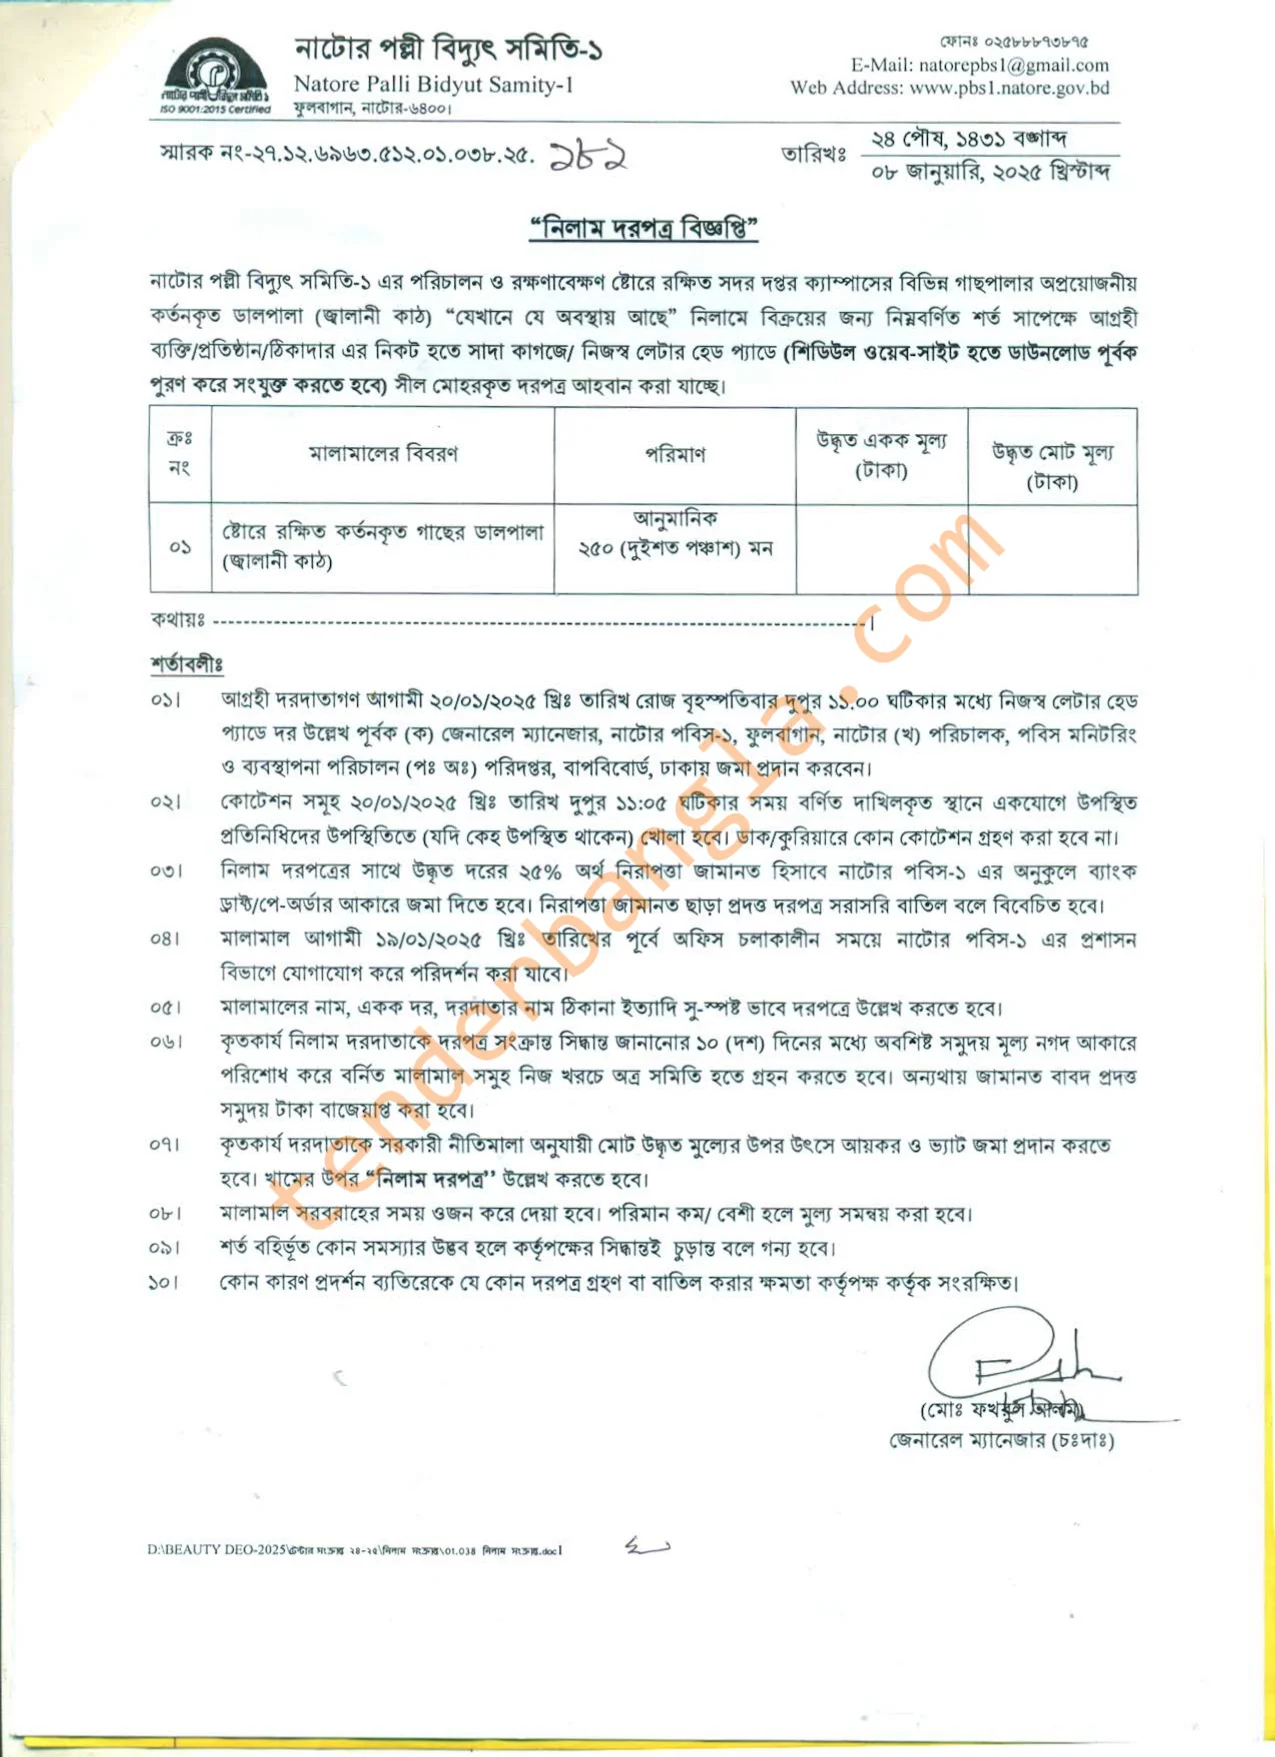 নাটোর পল্লী বিদ্যুৎ সমিতি-১
Natore Palli Bidyut Samity-1
ফুলবাগান, নাটোর-৬৪০০।
নাটোর পল্লী বিদ্যুৎ সমিতি ১
ISO 9001:2015 Certified
ফোনঃ ০২৫৮৮৮৭৩৮৭৫
E-Mail: natorepbs1@gmail.com
Web Address: www.pbs1.natore.gov.bd
স্মারক নং-২৭.১২.৬৯৬৩.৫১২.০১.০৩৮.২৫. ১৮১
তারিখঃ
২৪ পৌষ, ১৪৩১ বঙ্গাব্দ
০৮ জানুয়ারি, ২০২৫ খ্রিস্টাব্দ
“নিলাম দরপত্র বিজ্ঞপ্তি”
নাটোর পল্লী বিদ্যুৎ সমিতি-১ এর পরিচালন ও রক্ষণাবেক্ষণ ষ্টোরে রক্ষিত সদর দপ্তর ক্যাম্পাসের বিভিন্ন গাছপালার অপ্রয়োজনীয়
কর্তনকৃত ডালপালা (জ্বালানী কাঠ) “যেখানে যে অবস্থায় আছে” নিলামে বিক্রয়ের জন্য নিম্নবর্ণিত শর্ত সাপেক্ষে আগ্রহী
ব্যক্তি/প্রতিষ্ঠান/ঠিকাদার এর নিকট হতে সাদা কাগজে/ নিজস্ব লেটার হেড প্যাডে (শিডিউল ওয়েব-সাইট হতে ডাউনলোড পূর্বক
পুরণ করে সংযুক্ত করতে হবে) সীল মোহরকৃত দরপত্র আহবান করা যাচ্ছে।
ক্রঃ নং
মালামালের বিবরণ
পরিমাণ
উদ্ধৃত একক মূল্য
(টাকা)
উদ্ধৃত মোট মূল্য
(টাকা)
০১
ষ্টোরে রক্ষিত কর্তনকৃত গাছের ডালপালা
(জ্বালানী কাঠ)
আনুমানিক
২৫০ (দুইশত পঞ্চাশ) মন
কথায়ঃ ---------------------------------------------------------------------------------।
শর্তাবলীঃ
০১। আগ্রহী দরদাতাগণ আগামী ২০/০১/২০২৫ খ্রিঃ তারিখ রোজ বৃহস্পতিবার দুপুর ১১.০০ ঘটিকার মধ্যে নিজস্ব লেটার হেড
প্যাডে দর উল্লেখ পূর্বক (ক) জেনারেল ম্যানেজার, নাটোর পবিস-১, ফুলবাগান, নাটোর (খ) পরিচালক, পবিস মনিটরিং
ও ব্যবস্থাপনা পরিচালন (পঃ অঃ) পরিদপ্তর, বাপবিবোর্ড, ঢাকায় জমা প্রদান করবেন।
০২। কোটেশন সমূহ ২০/০১/২০২৫ খ্রিঃ তারিখ দুপুর ১১:০৫ ঘটিকার সময় বর্ণিত দাখিলকৃত স্থানে একযোগে উপস্থিত
প্রতিনিধিদের উপস্থিতিতে (যদি কেহ উপস্থিত থাকেন) খোলা হবে। ডাক/কুরিয়ারে কোন কোটেশন গ্রহণ করা হবে না।
০৩। নিলাম দরপত্রের সাথে উদ্ধৃত দরের ২৫% অর্থ নিরাপত্তা জামানত হিসাবে নাটোর পবিস-১ এর অনুকুলে ব্যাংক
ড্রাফ্ট/পে-অর্ডার আকারে জমা দিতে হবে। নিরাপত্তা জামানত ছাড়া প্রদত্ত দরপত্র সরাসরি বাতিল বলে বিবেচিত হবে।
০৪। মালামাল আগামী ১৯/০১/২০২৫ খ্রিঃ তারিখের পূর্বে অফিস চলাকালীন সময়ে নাটোর পবিস-১ এর প্রশাসন
বিভাগে যোগাযোগ করে পরিদর্শন করা যাবে।
০৫। মালামালের নাম, একক দর, দরদাতার নাম ঠিকানা ইত্যাদি সু-স্পষ্ট ভাবে দরপত্রে উল্লেখ করতে হবে।
০৬। কৃতকার্য নিলাম দরদাতাকে দরপত্র সংক্রান্ত সিদ্ধান্ত জানানোর ১০ (দশ) দিনের মধ্যে অবশিষ্ট সমুদয় মূল্য নগদ আকারে
পরিশোধ করে বর্নিত মালামাল সমুহ নিজ খরচে অত্র সমিতি হতে গ্রহন করতে হবে। অন্যথায় জামানত বাবদ প্রদত্ত
সমুদয় টাকা বাজেয়াপ্ত করা হবে।
০৭। কৃতকার্য দরদাতাকে সরকারী নীতিমালা অনুযায়ী মোট উদ্ধৃত মুল্যের উপর উৎসে আয়কর ও ভ্যাট জমা প্রদান করতে
হবে। খামের উপর “নিলাম দরপত্র” উল্লেখ করতে হবে।
০৮। মালামাল সরবরাহের সময় ওজন করে দেয়া হবে। পরিমান কম/ বেশী হলে মুল্য সমন্বয় করা হবে।
০৯। শর্ত বহির্ভূত কোন সমস্যার উদ্ভব হলে কর্তৃপক্ষের সিদ্ধান্তই চুড়ান্ত বলে গন্য হবে।
১০। কোন কারণ প্রদর্শন ব্যতিরেকে যে কোন দরপত্র গ্রহণ বা বাতিল করার ক্ষমতা কর্তৃপক্ষ কর্তৃক সংরক্ষিত।
(মোঃ ফখরুল আলম)
জেনারেল ম্যানেজার (চঃদাঃ)
D:\BEAUTY DEO-2025\টেন্ডার সংক্রান্ত ২৪-২৫\নিলাম সংক্রান্ত\01.038 নিলাম সংক্রান্ত.doc1
tenderbangla.com